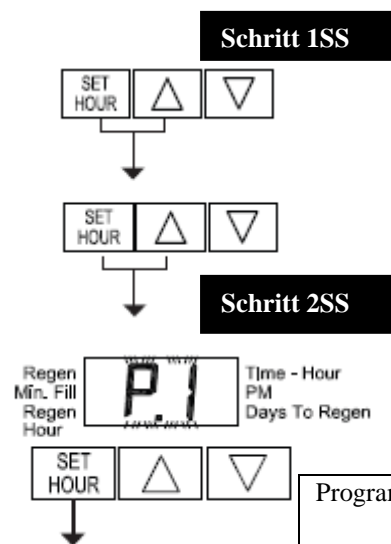 Schritt 1SS
SET
HOUR
SET
HOUR
Schritt 2SS
Regen
Min. Fill
Regen
Hour
P.1
Time - Hour
PM
Days To Regen
SET
HOUR